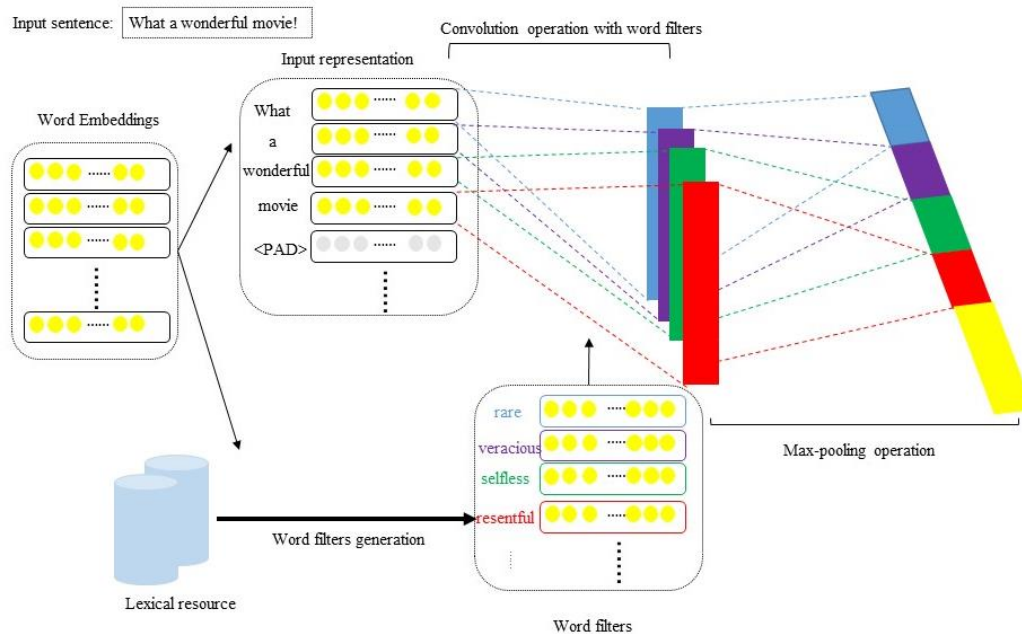 Input sentence: What a wonderful movie!
Convolution operation with word filters
Input representation
Word Embeddings
What
a
wonderful
movie
<PAD>
rare
veracious
selfless
resentful
Max-pooling operation
Word filters generation
Lexical resource
Word filters